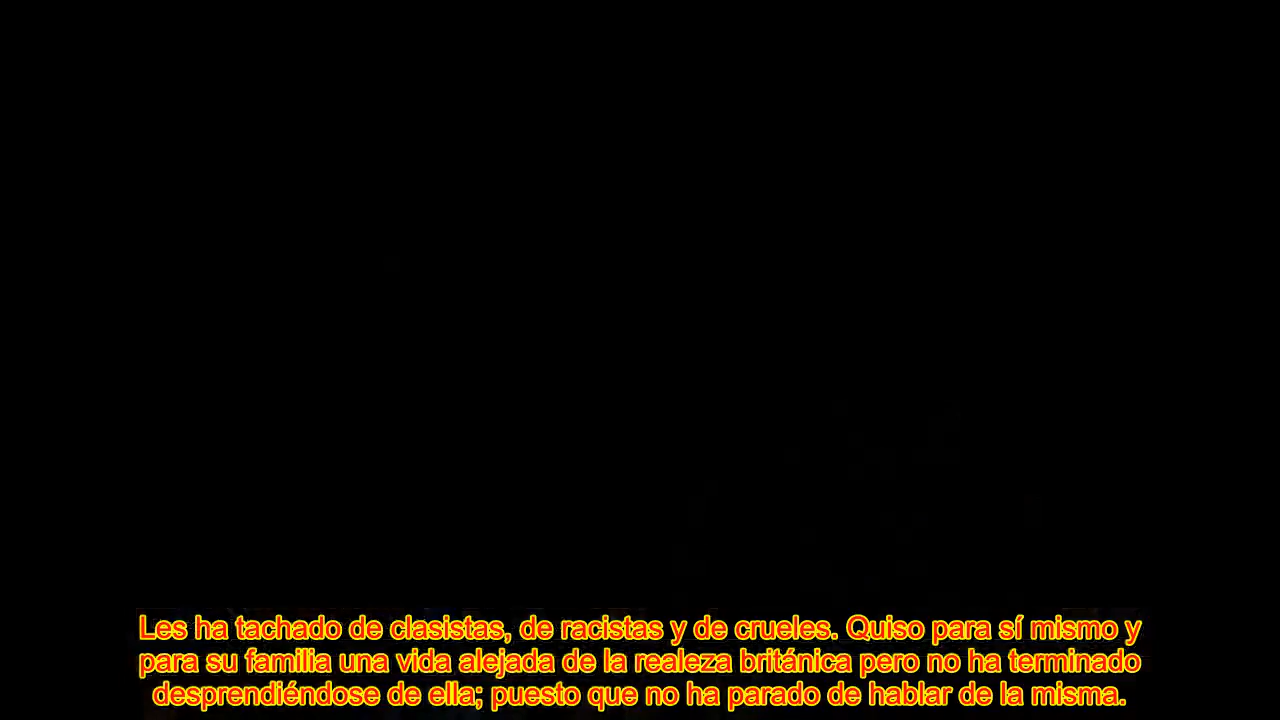 Les ha tachado de clasistas, de racistas y de crueles. Quiso para sí mismo y
para su familia una vida alejada de la realeza británica pero no ha terminado
desprendiéndose de ella; puesto que no ha parado de hablar de la misma.